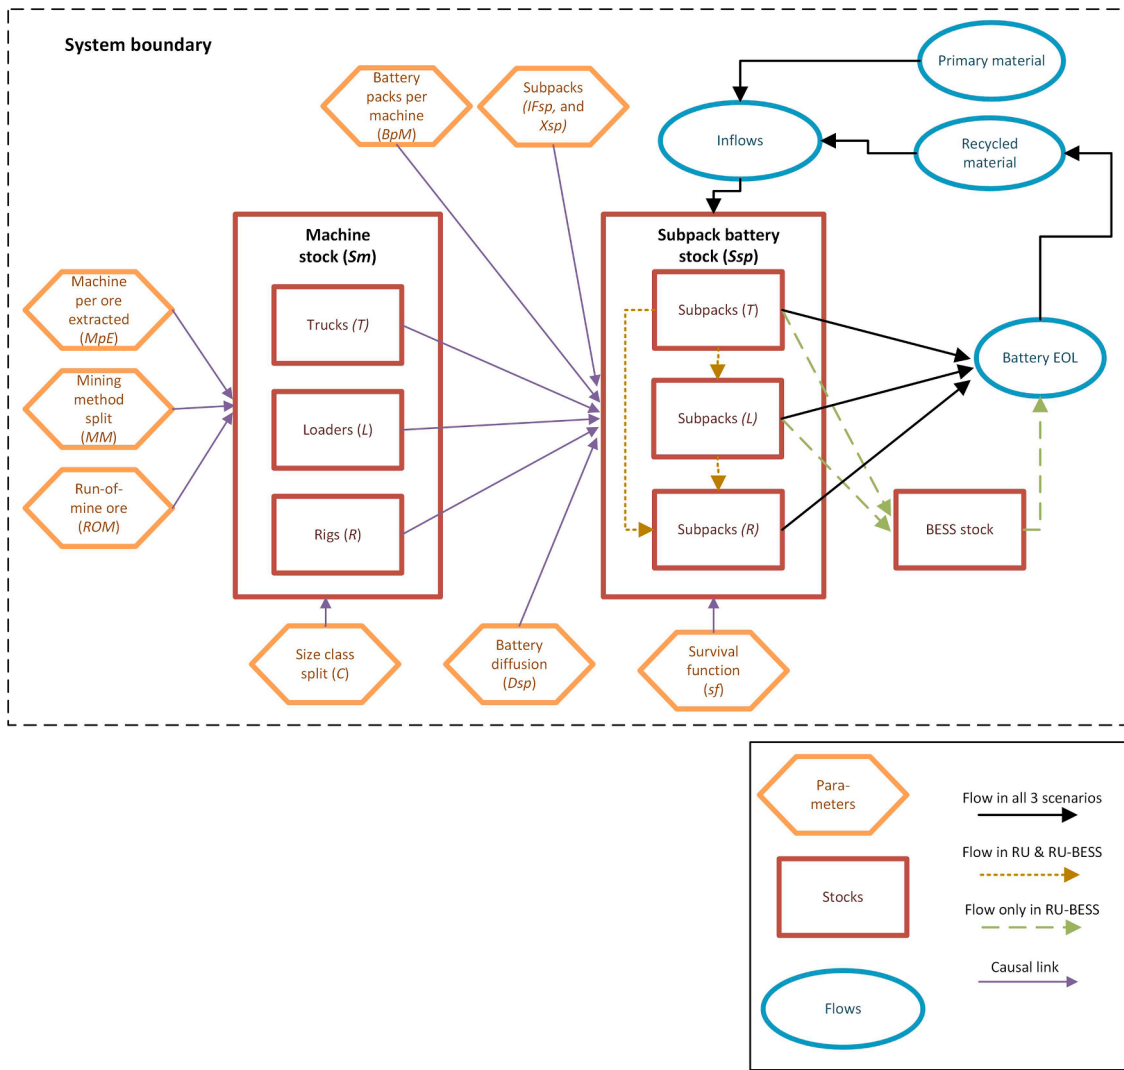 System boundary
Battery
packs per
machine
(BpM)
Subpacks
(IFsp, and
Xsp)
Primary material
Inflows
Recycled
material
Machine
stock (Sm)
Subpack battery
stock (Ssp)
Machine
per ore
extracted
(MpE)
Mining
method
split
(MM)
Run-of-
mine ore
(ROM)
Trucks (T)
Loaders (L)
Rigs (R)
Subpacks (T)
Subpacks (L)
Subpacks (R)
Battery EOL
BESS stock
Size class
split (C)
Battery
diffusion
(Dsp)
Survival
function
(sf)
Para-
meters
Stocks
Flows
Flow in all 3 scenarios
Flow in RU & RU-BESS
Flow only in RU-BESS
Causal link